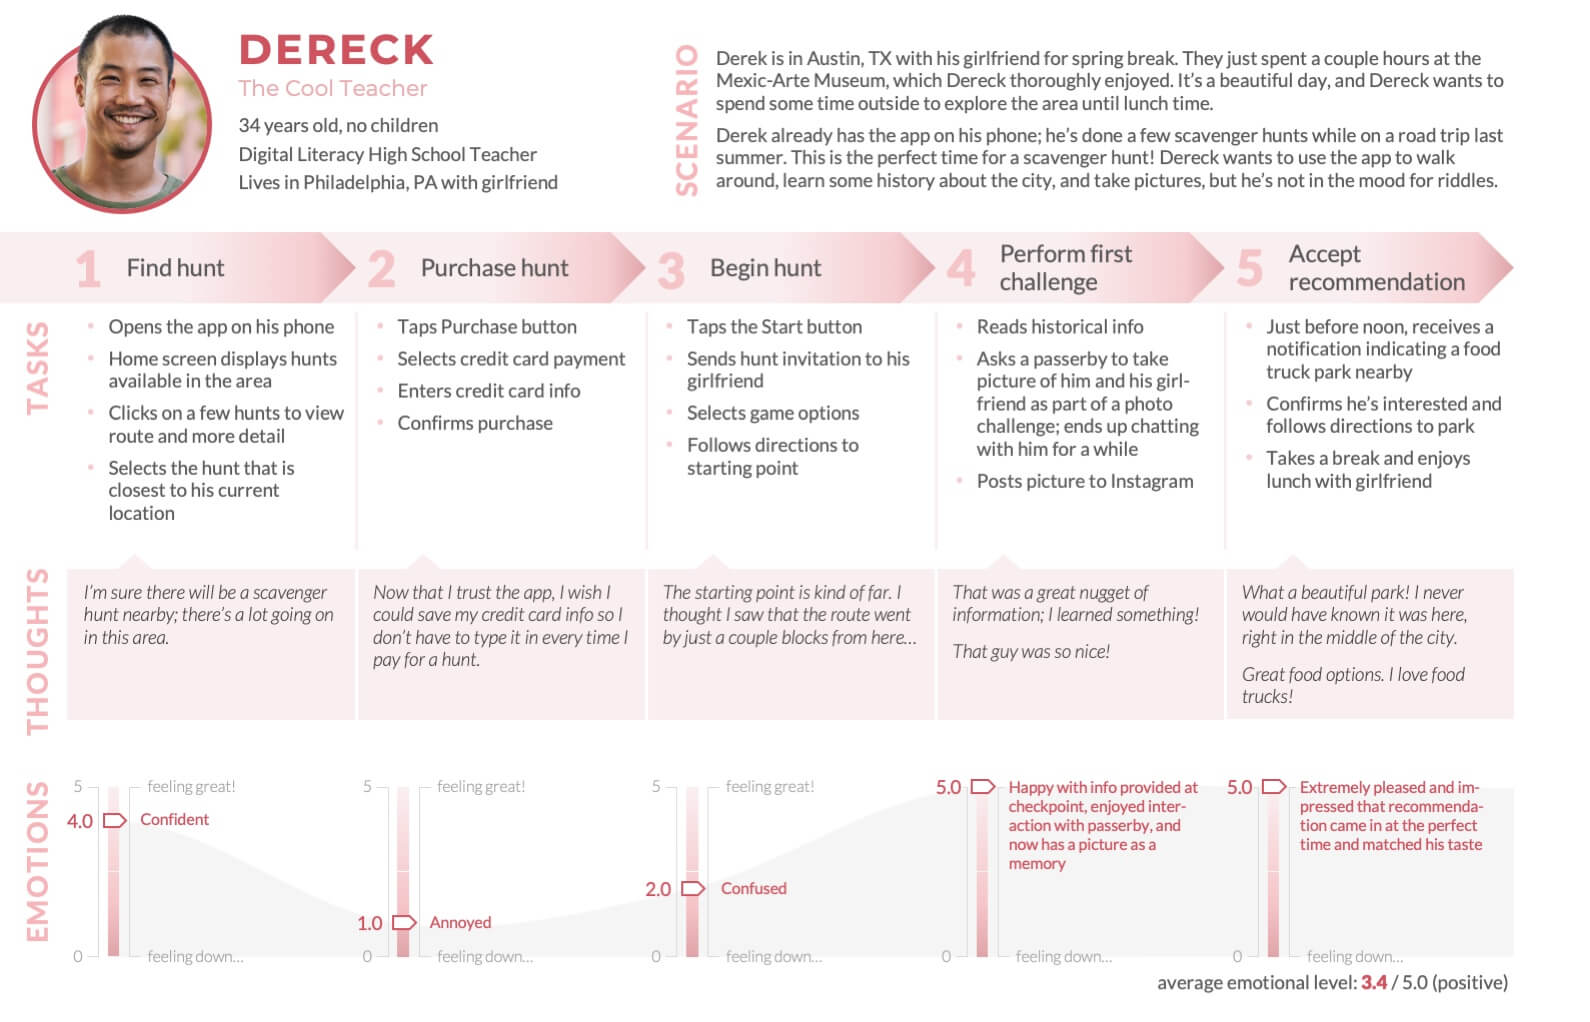 DERECK
The Cool Teacher
34 years old, no children
Digital Literacy High School Teacher
Lives in Philadelphia, PA with girlfriend
SCENARIO
Derek is in Austin, TX with his girlfriend for spring break. They just spent a couple hours at the
Mexic-Arte Museum, which Dereck thoroughly enjoyed. It's a beautiful day, and Dereck wants to
spend some time outside to explore the area until lunch time.
Derek already has the app on his phone; he's done a few scavenger hunts while on a road trip last
summer. This is the perfect time for a scavenger hunt! Dereck wants to use the app to walk
around, learn some history about the city, and take pictures, but he's not in the mood for riddles.
1 Find hunt
2 Purchase hunt
3 Begin hunt
4 Perform first
challenge
5 Accept
recommendation
TASKS
• Opens the app on his phone
• Home screen displays hunts
available in the area
• Clicks on a few hunts to view
route and more detail
• Selects the hunt that is
closest to his current
location
• Taps Purchase button
• Selects credit card payment
• Enters credit card info
• Confirms purchase
• Taps the Start button
• Sends hunt invitation to his
girlfriend
• Selects game options
• Follows directions to
starting point
• Reads historical info
• Asks a passerby to take
picture of him and his girl-
friend as part of a photo
challenge; ends up chatting
with him for a while
• Posts picture to Instagram
• Just before noon, receives a
notification indicating a food
truck park nearby
• Confirms he's interested and
follows directions to park
• Takes a break and enjoys
lunch with girlfriend
THOUGHTS
I'm sure there will be a scavenger
hunt nearby; there's a lot going on
in this area.
Now that I trust the app, I wish I
could save my credit card info so I
don't have to type it in every time I
pay for a hunt.
The starting point is kind of far. I
thought I saw that the route went
by just a couple blocks from here...
That was a great nugget of
information; I learned something!
That guy was so nice!
What a beautiful park! I never
would have known it was here,
right in the middle of the city.
Great food options. I love food
trucks!
EMOTIONS
5 feeling great!
4.0 Confident
0 feeling down...
5 feeling great!
1.0 Annoyed
0 feeling down...
5 feeling great!
2.0 Confused
0 feeling down...
5.0 Happy with info provided at
checkpoint, enjoyed inter-
action with passerby, and
now has a picture as a
memory
0 feeling down...
5.0 Extremely pleased and im-
pressed that recommenda-
tion came in at the perfect
time and matched his taste
0 feeling down...
average emotional level: 3.4 / 5.0 (positive)